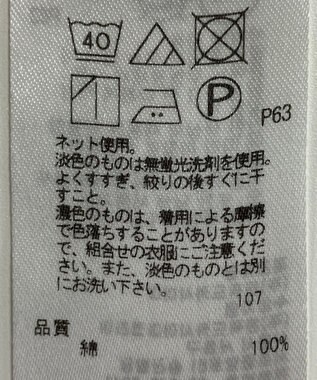 40
P
P63
ネット使用。
淡色のものは無蛍光洗剤を使用。
よくすすぎ、絞りの後すぐに干
すこと。
濃色のものは、着用による摩擦
で色落ちすることがありますの
で、組合せの衣服にご注意くだ
さい。また、淡色のものとは別
にお洗い下さい。
107
品質
綿 100%